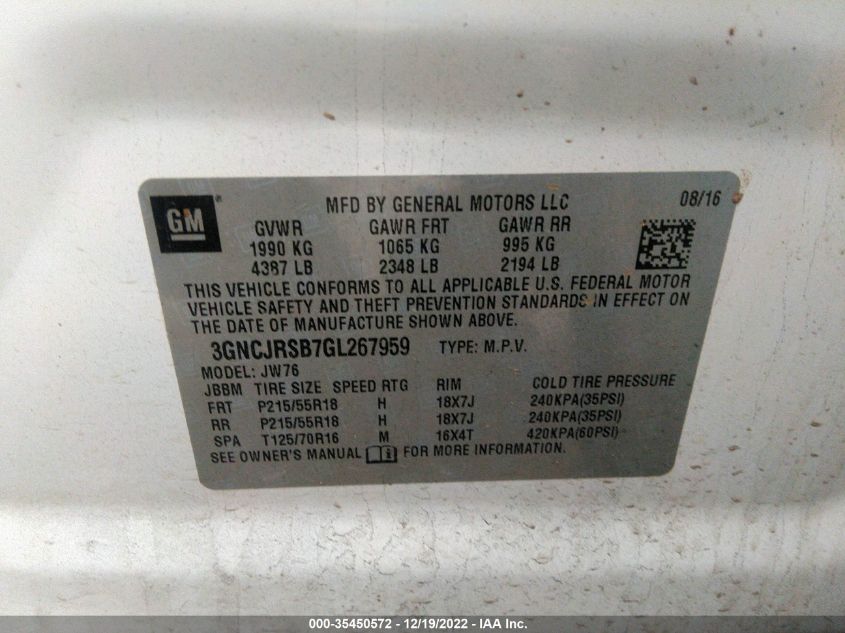 GM
MFD BY GENERAL MOTORS LLC 08/16
GVWR GAWR FRT GAWR RR
1990 KG 1065 KG 995 KG
4387 LB 2348 LB 2194 LB
THIS VEHICLE CONFORMS TO ALL APPLICABLE U.S. FEDERAL MOTOR
VEHICLE SAFETY AND THEFT PREVENTION STANDARDS IN EFFECT ON
THE DATE OF MANUFACTURE SHOWN ABOVE.
3GNCJRSB7GL267959 TYPE: M.P.V.
MODEL: JW76
JBBM TIRE SIZE SPEED RTG RIM COLD TIRE PRESSURE
FRT P215/55R18 H 18X7J 240KPA(35PSI)
RR P215/55R18 H 18X7J 240KPA(35PSI)
SPA T125/70R16 M 16X4T 420KPA(60PSI)
SEE OWNER'S MANUAL FOR MORE INFORMATION.
000-35450572 - 12/19/2022 - IAA Inc.